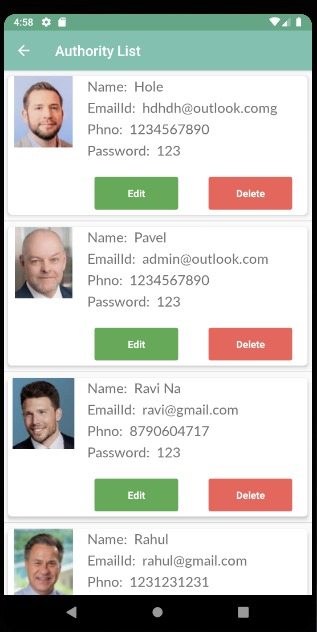 4:58
Authority List
Name: Hole
EmailId: hdhdh@outlook.comg
Phno: 1234567890
Password: 123
Edit Delete
Name: Pavel
EmailId: admin@outlook.com
Phno: 1234567890
Password: 123
Edit Delete
Name: Ravi Na
EmailId: ravi@gmail.com
Phno: 8790604717
Password: 123
Edit Delete
Name: Rahul
EmailId: rahul@gmail.com
Phno: 1231231231